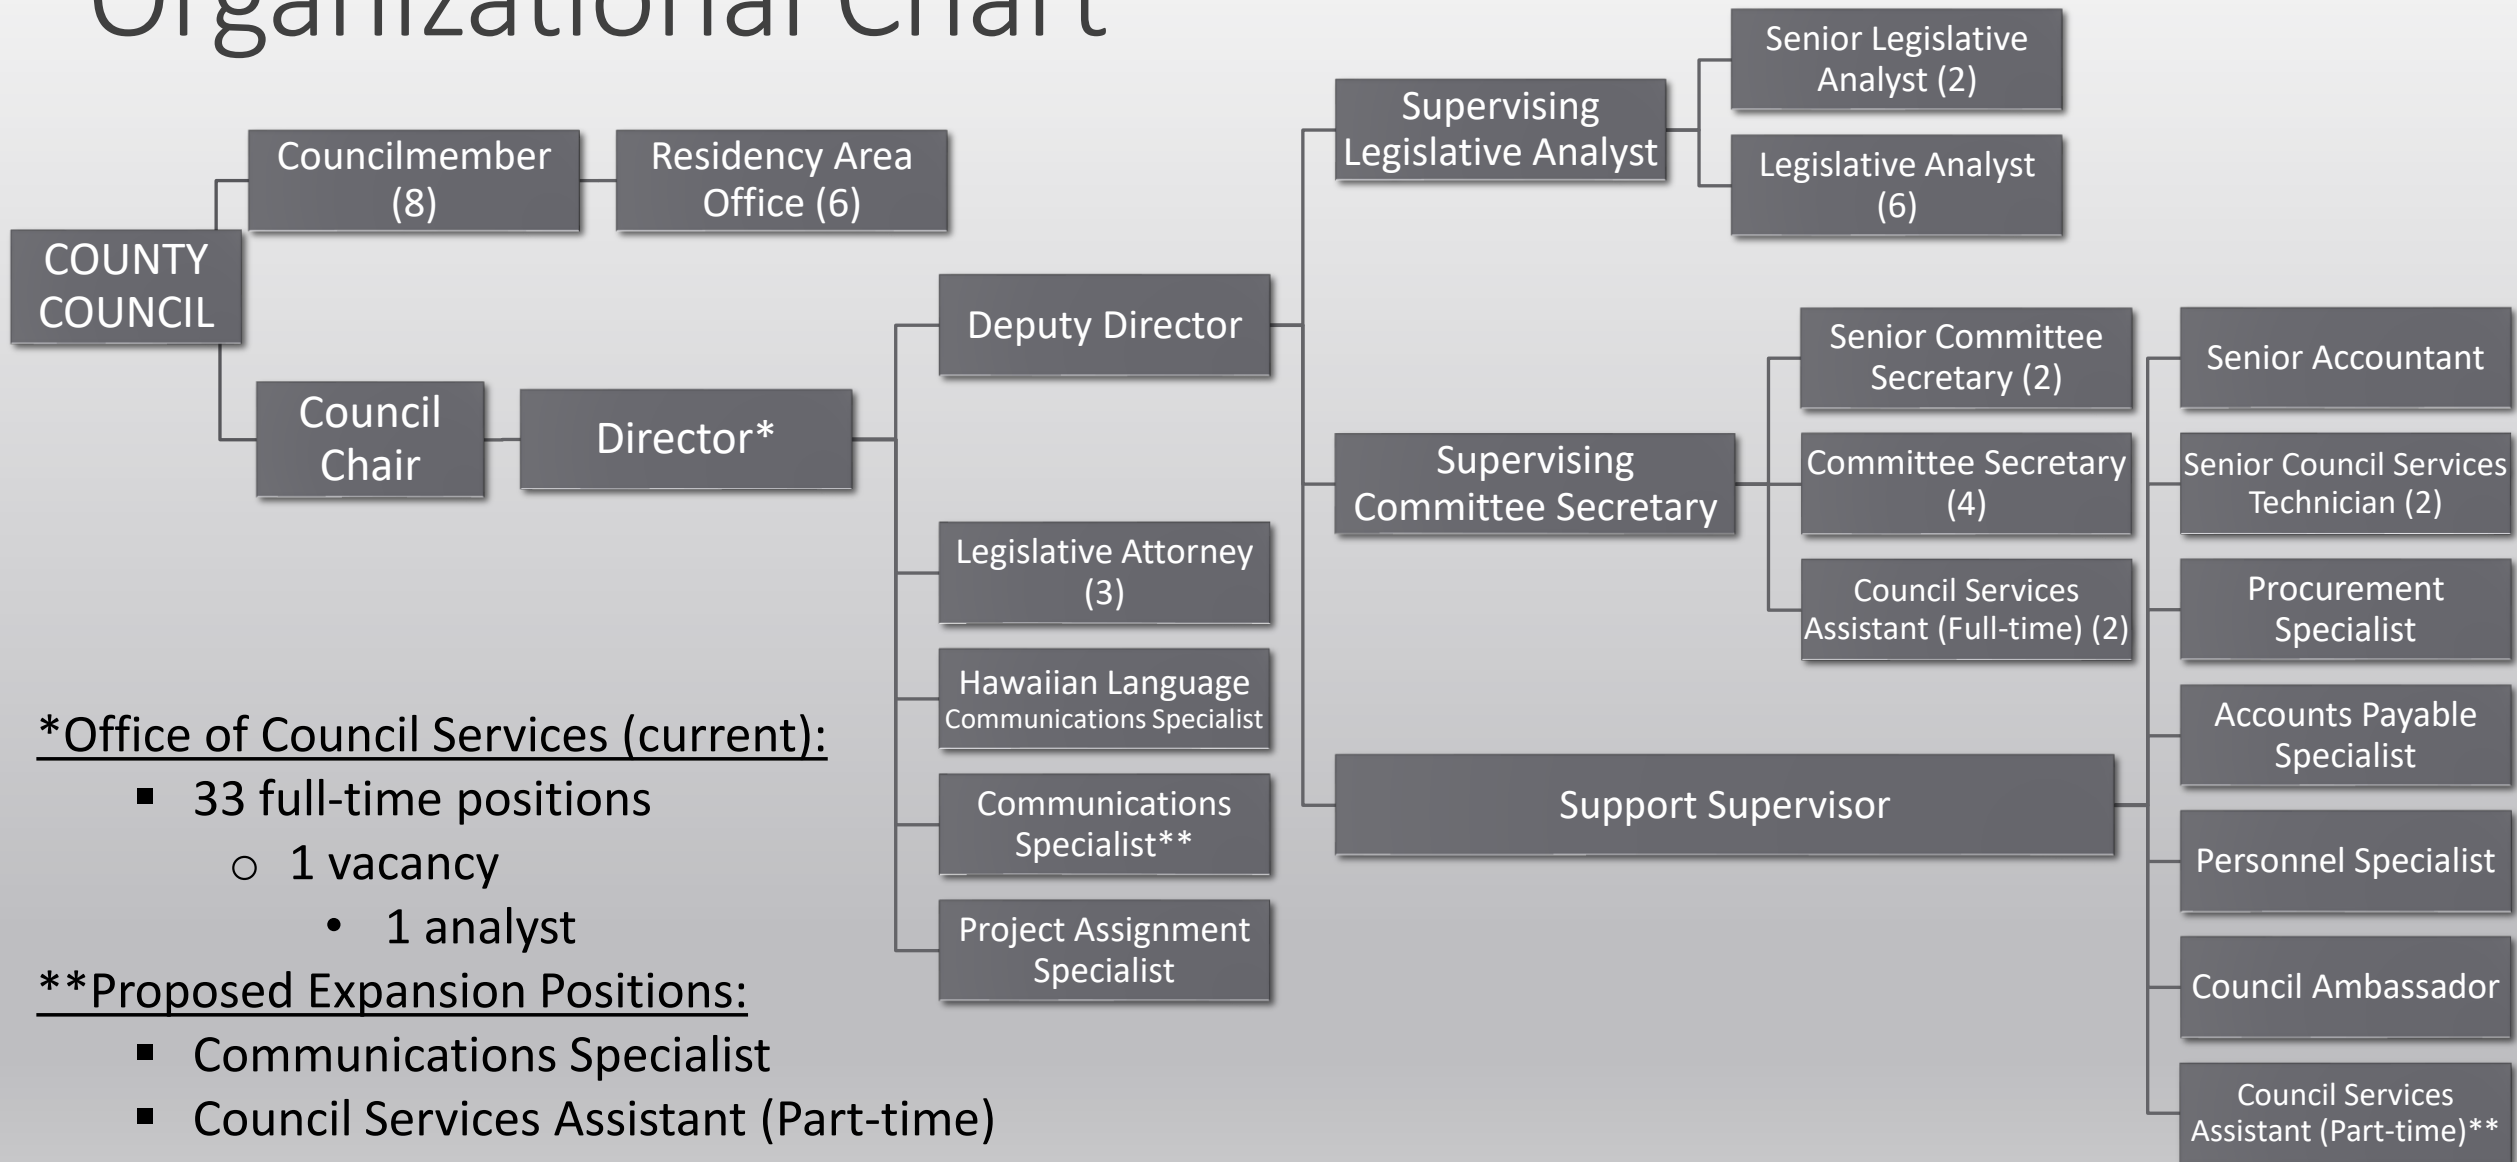 Organizational Chart
COUNTY
COUNCIL
Councilmember
(8)
Residency Area
Office (6)
Council
Chair
Director*
Deputy Director
Legislative Attorney
(3)
Hawaiian Language
Communications Specialist
Communications
Specialist**
Project Assignment
Specialist
Supervising
Legislative Analyst
Senior Legislative
Analyst (2)
Legislative Analyst
(6)
Supervising
Committee Secretary
Senior Committee
Secretary (2)
Committee Secretary
(4)
Council Services
Assistant (Full-time) (2)
Support Supervisor
Senior Accountant
Senior Council Services
Technician (2)
Procurement
Specialist
Accounts Payable
Specialist
Personnel Specialist
Council Ambassador
Council Services
Assistant (Part-time)**
*Office of Council Services (current):
▪ 33 full-time positions
o 1 vacancy
• 1 analyst
**Proposed Expansion Positions:
▪ Communications Specialist
▪ Council Services Assistant (Part-time)